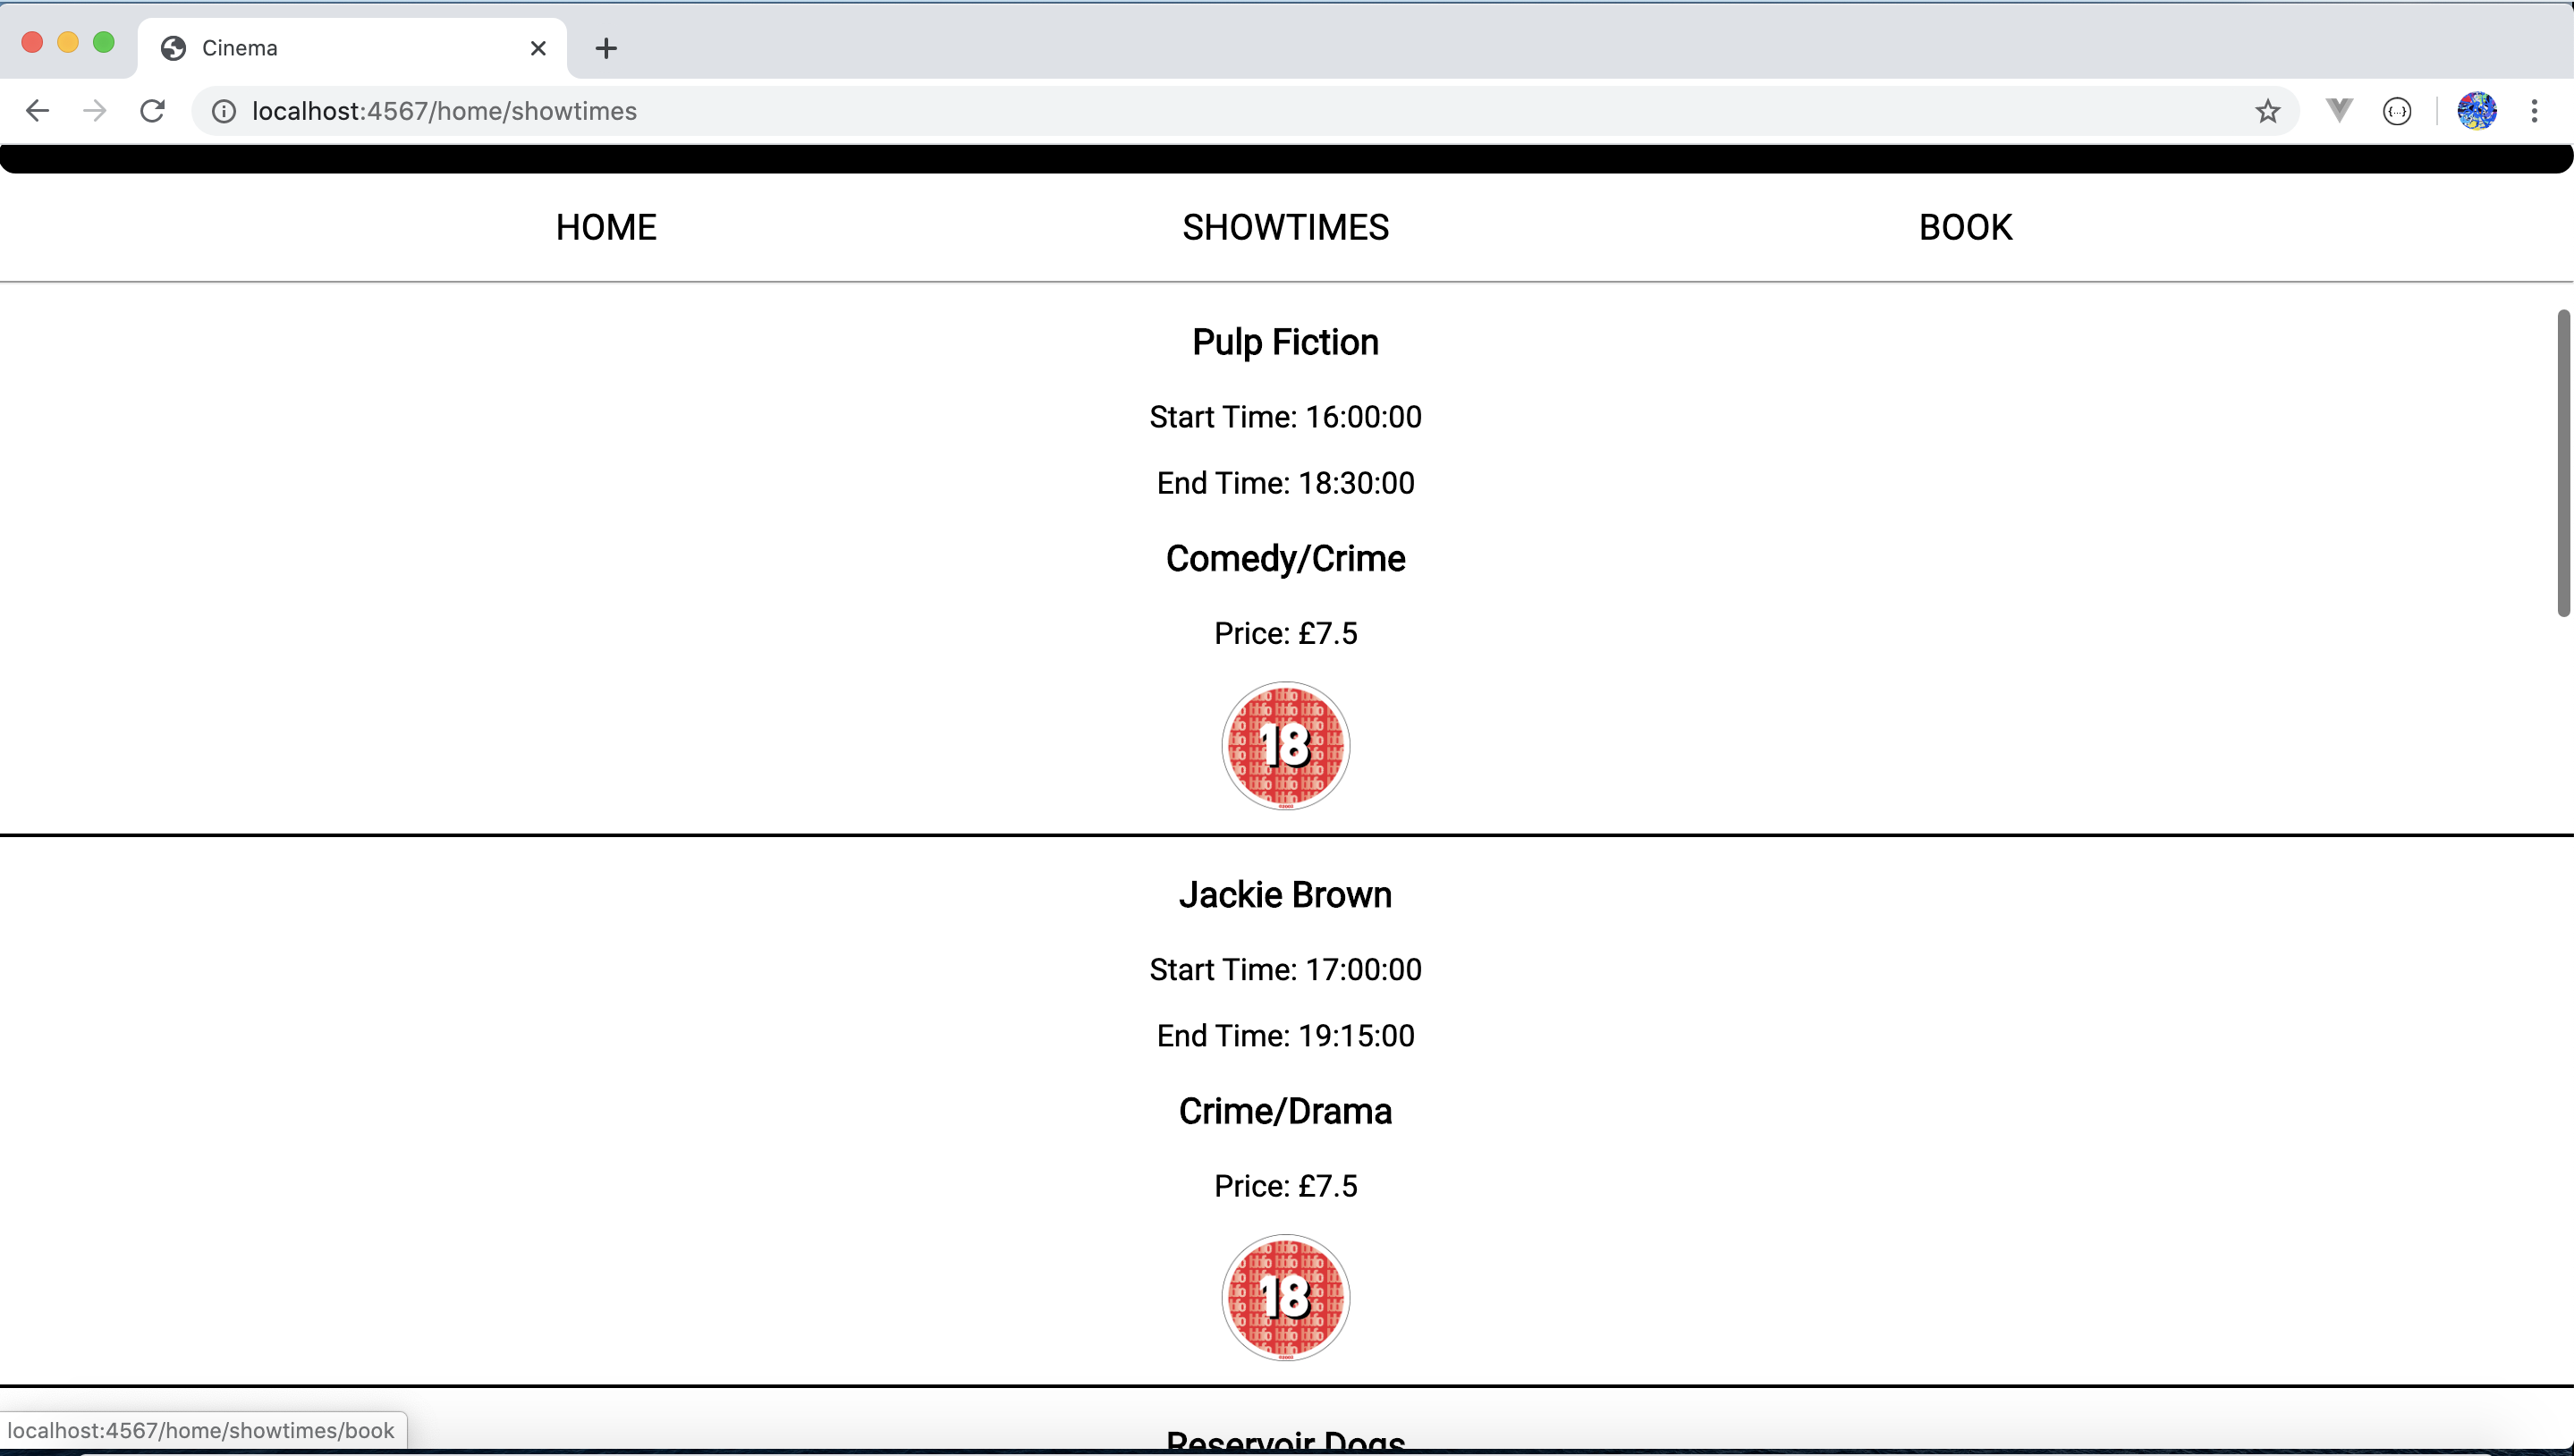 Cinema
localhost:4567/home/showtimes
HOME SHOWTIMES BOOK
Pulp Fiction
Start Time: 16:00:00
End Time: 18:30:00
Comedy/Crime
Price: £7.5
18
Jackie Brown
Start Time: 17:00:00
End Time: 19:15:00
Crime/Drama
Price: £7.5
18
Reservoir Dogs
localhost:4567/home/showtimes/book